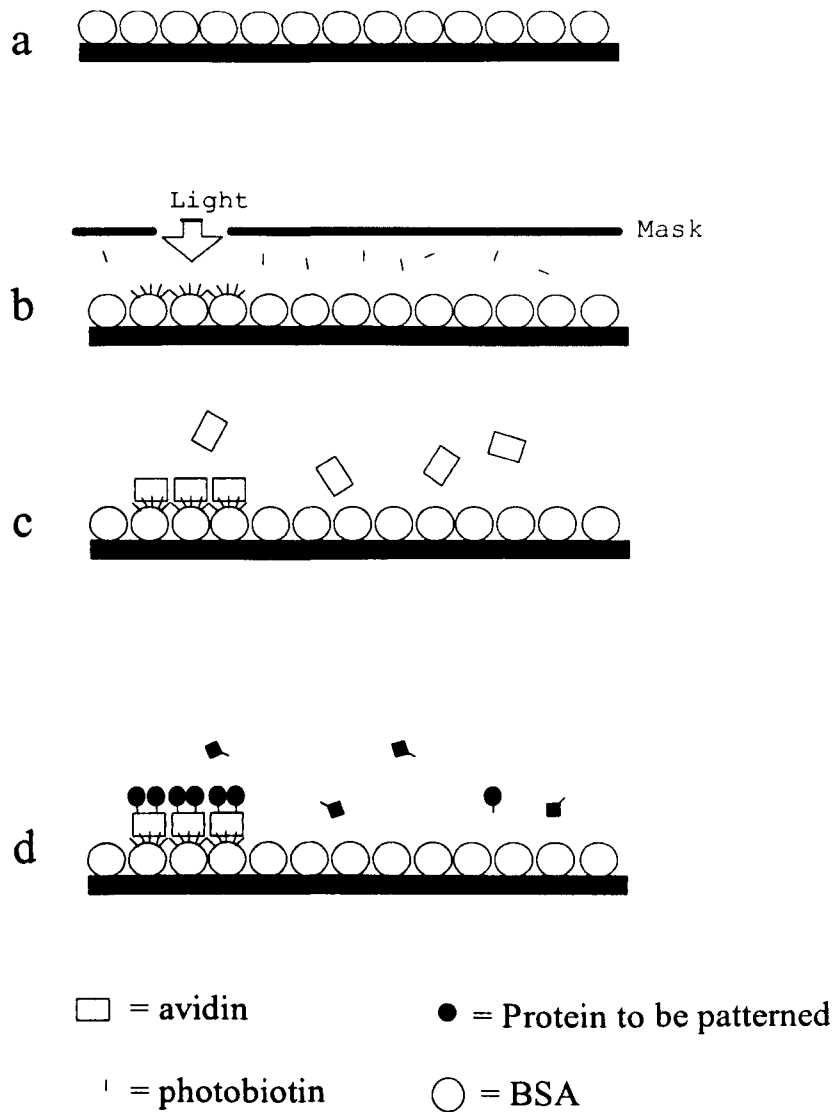 a
Light
Mask
b
c
d
= avidin
= Protein to be patterned
= photobiotin
= BSA